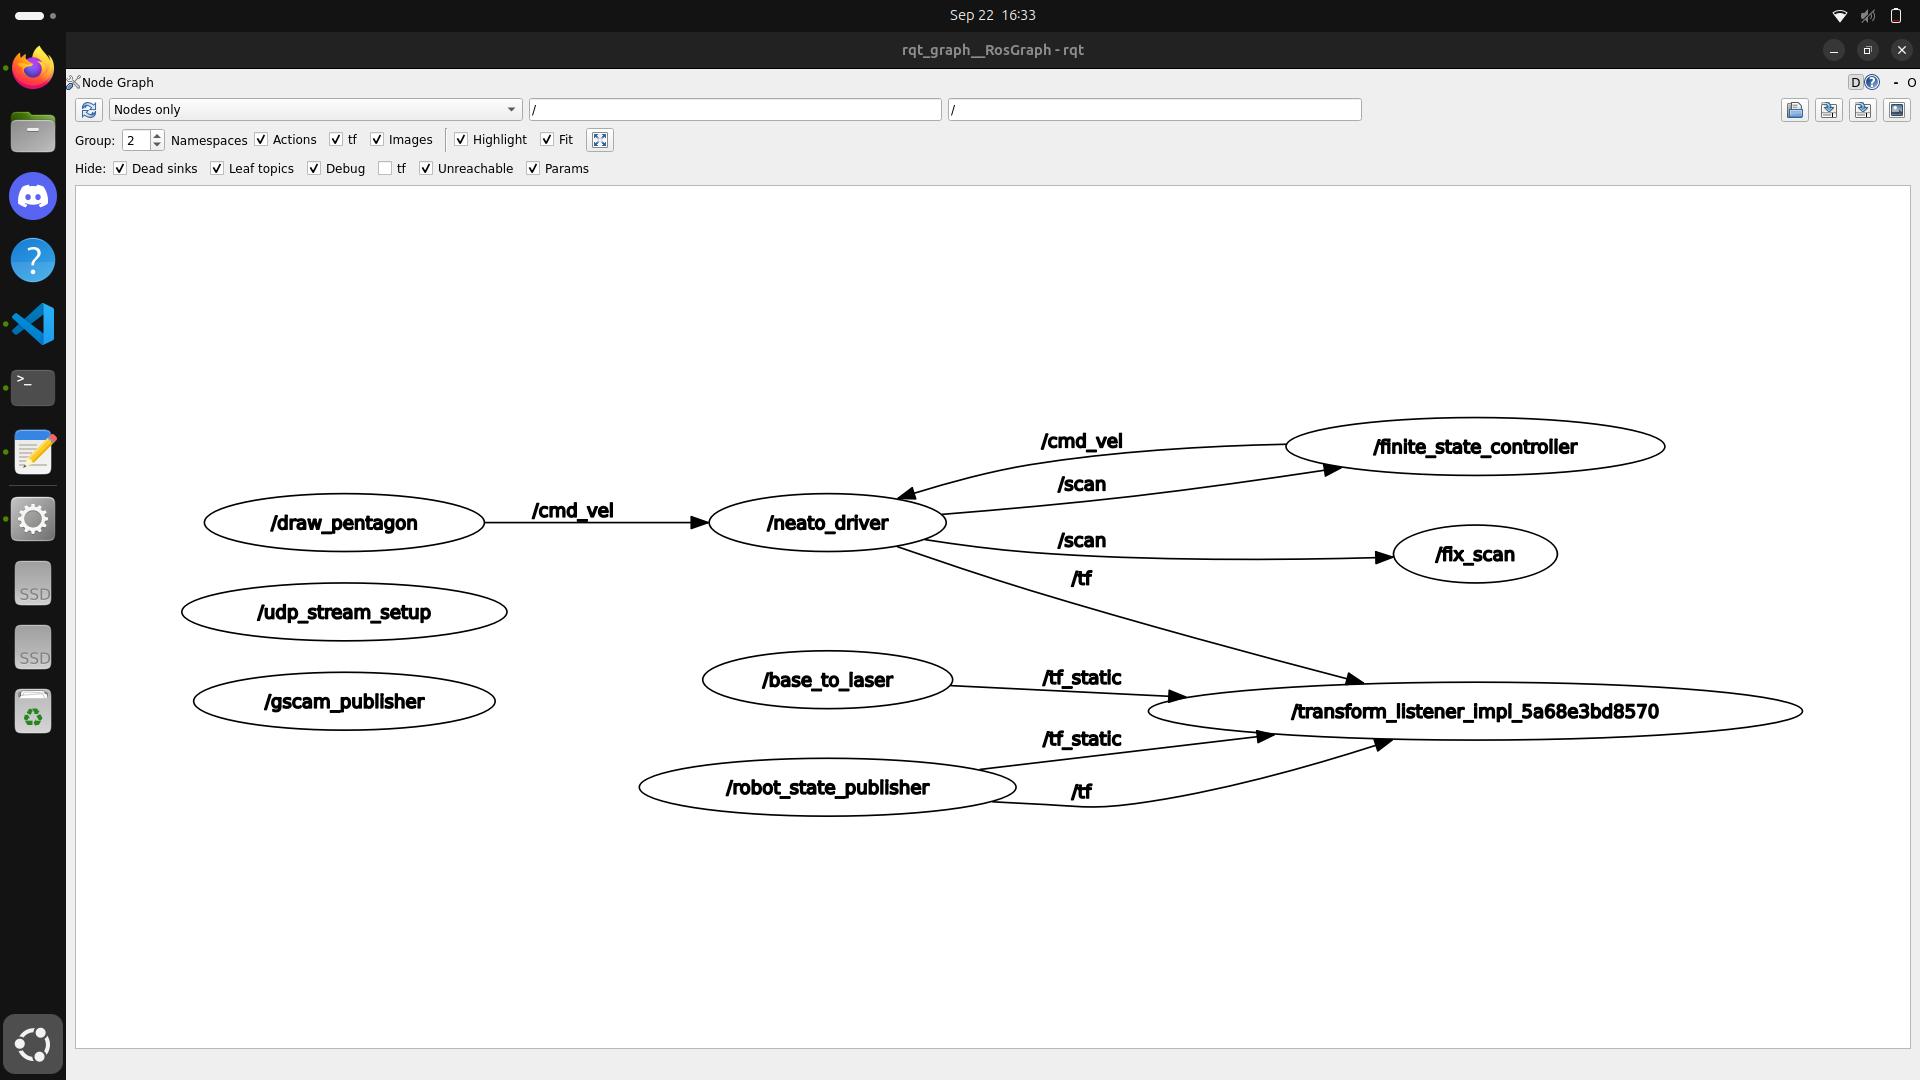 Sep 22 16:33
rqt_graph__RosGraph - rqt
Node Graph
D ? - O
Nodes only / /
Group: 2 Namespaces Actions tf Images Highlight Fit
Hide: Dead sinks Leaf topics Debug tf Unreachable Params
/cmd_vel
/finite_state_controller
/scan
/cmd_vel
/draw_pentagon
/neato_driver
/scan
/fix_scan
/tf
/udp_stream_setup
/base_to_laser
/tf_static
/gscam_publisher
/transform_listener_impl_5a68e3bd8570
/tf_static
/robot_state_publisher
/tf
?
>_
SSD
SSD